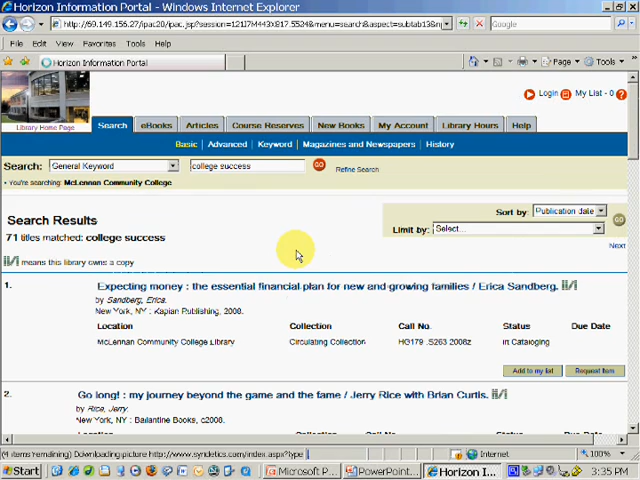 Horizon Information Portal - Windows Internet Explorer
http://69.149.156.27/ipac20/ipac.jsp?session=121J7M443X817.5524&menu=search&aspect=subtab13&
Google
File Edit View Favorites Tools Help
Horizon Information Portal
Page Tools
Library Home Page
Login My List - 0
Search eBooks Articles Course Reserves New Books My Account Library Hours Help
Basic Advanced Keyword Magazines and Newspapers History
Search: General Keyword college success GO Refine Search
You're searching: McLennan Community College
Sort by: Publication date
Search Results
GO
Limit by: Select...
71 titles matched: college success
Next
means this library owns a copy
1. Expecting money : the essential financial plan for new and growing families / Erica Sandberg.
by Sandberg, Erica.
New York, NY : Kaplan Publishing, 2008.
Location Collection Call No. Status Due Date
McLennan Community College Library Circulating Collection HG179 .S263 2008z In Cataloging
Add to my list Request Item
2. Go long! : my journey beyond the game and the fame / Jerry Rice with Brian Curtis.
by Rice, Jerry.
New York, NY : Ballantine Books, c2008.
Location Collection Call No. Status Due Date
(4 items remaining) Downloading picture http://www.syndetics.com/index.aspx?type
Internet 100%
Start Microsoft P... PowerPoint... Horizon I... 3:35 PM